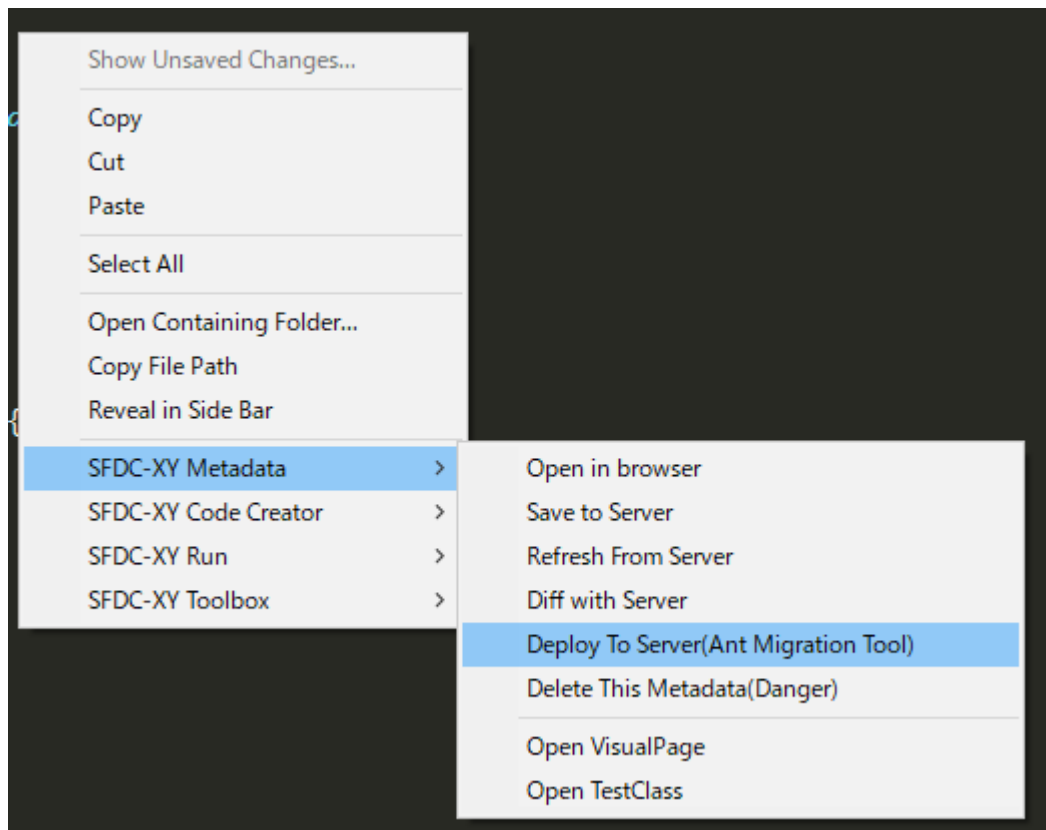 Show Unsaved Changes...
Copy
Cut
Paste
Select All
Open Containing Folder...
Copy File Path
Reveal in Side Bar
{
SFDC-XY Metadata >
SFDC-XY Code Creator >
SFDC-XY Run >
SFDC-XY Toolbox >
Open in browser
Save to Server
Refresh From Server
Diff with Server
Deploy To Server(Ant Migration Tool)
Delete This Metadata(Danger)
Open VisualPage
Open TestClass